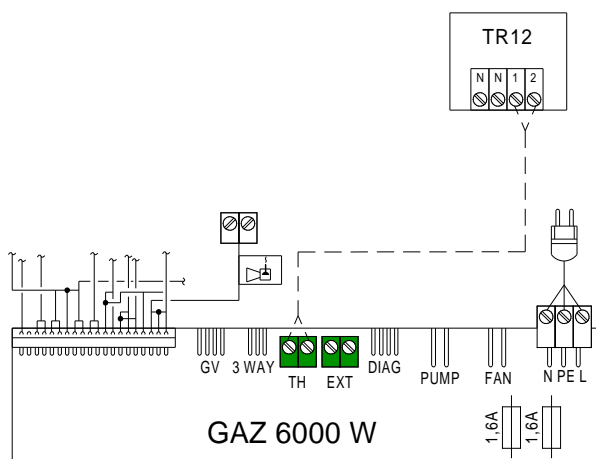 TR12
N N 1 2
GV 3 WAY TH EXT DIAG PUMP FAN N PE L
GAZ 6000 W
1,6A 1,6A